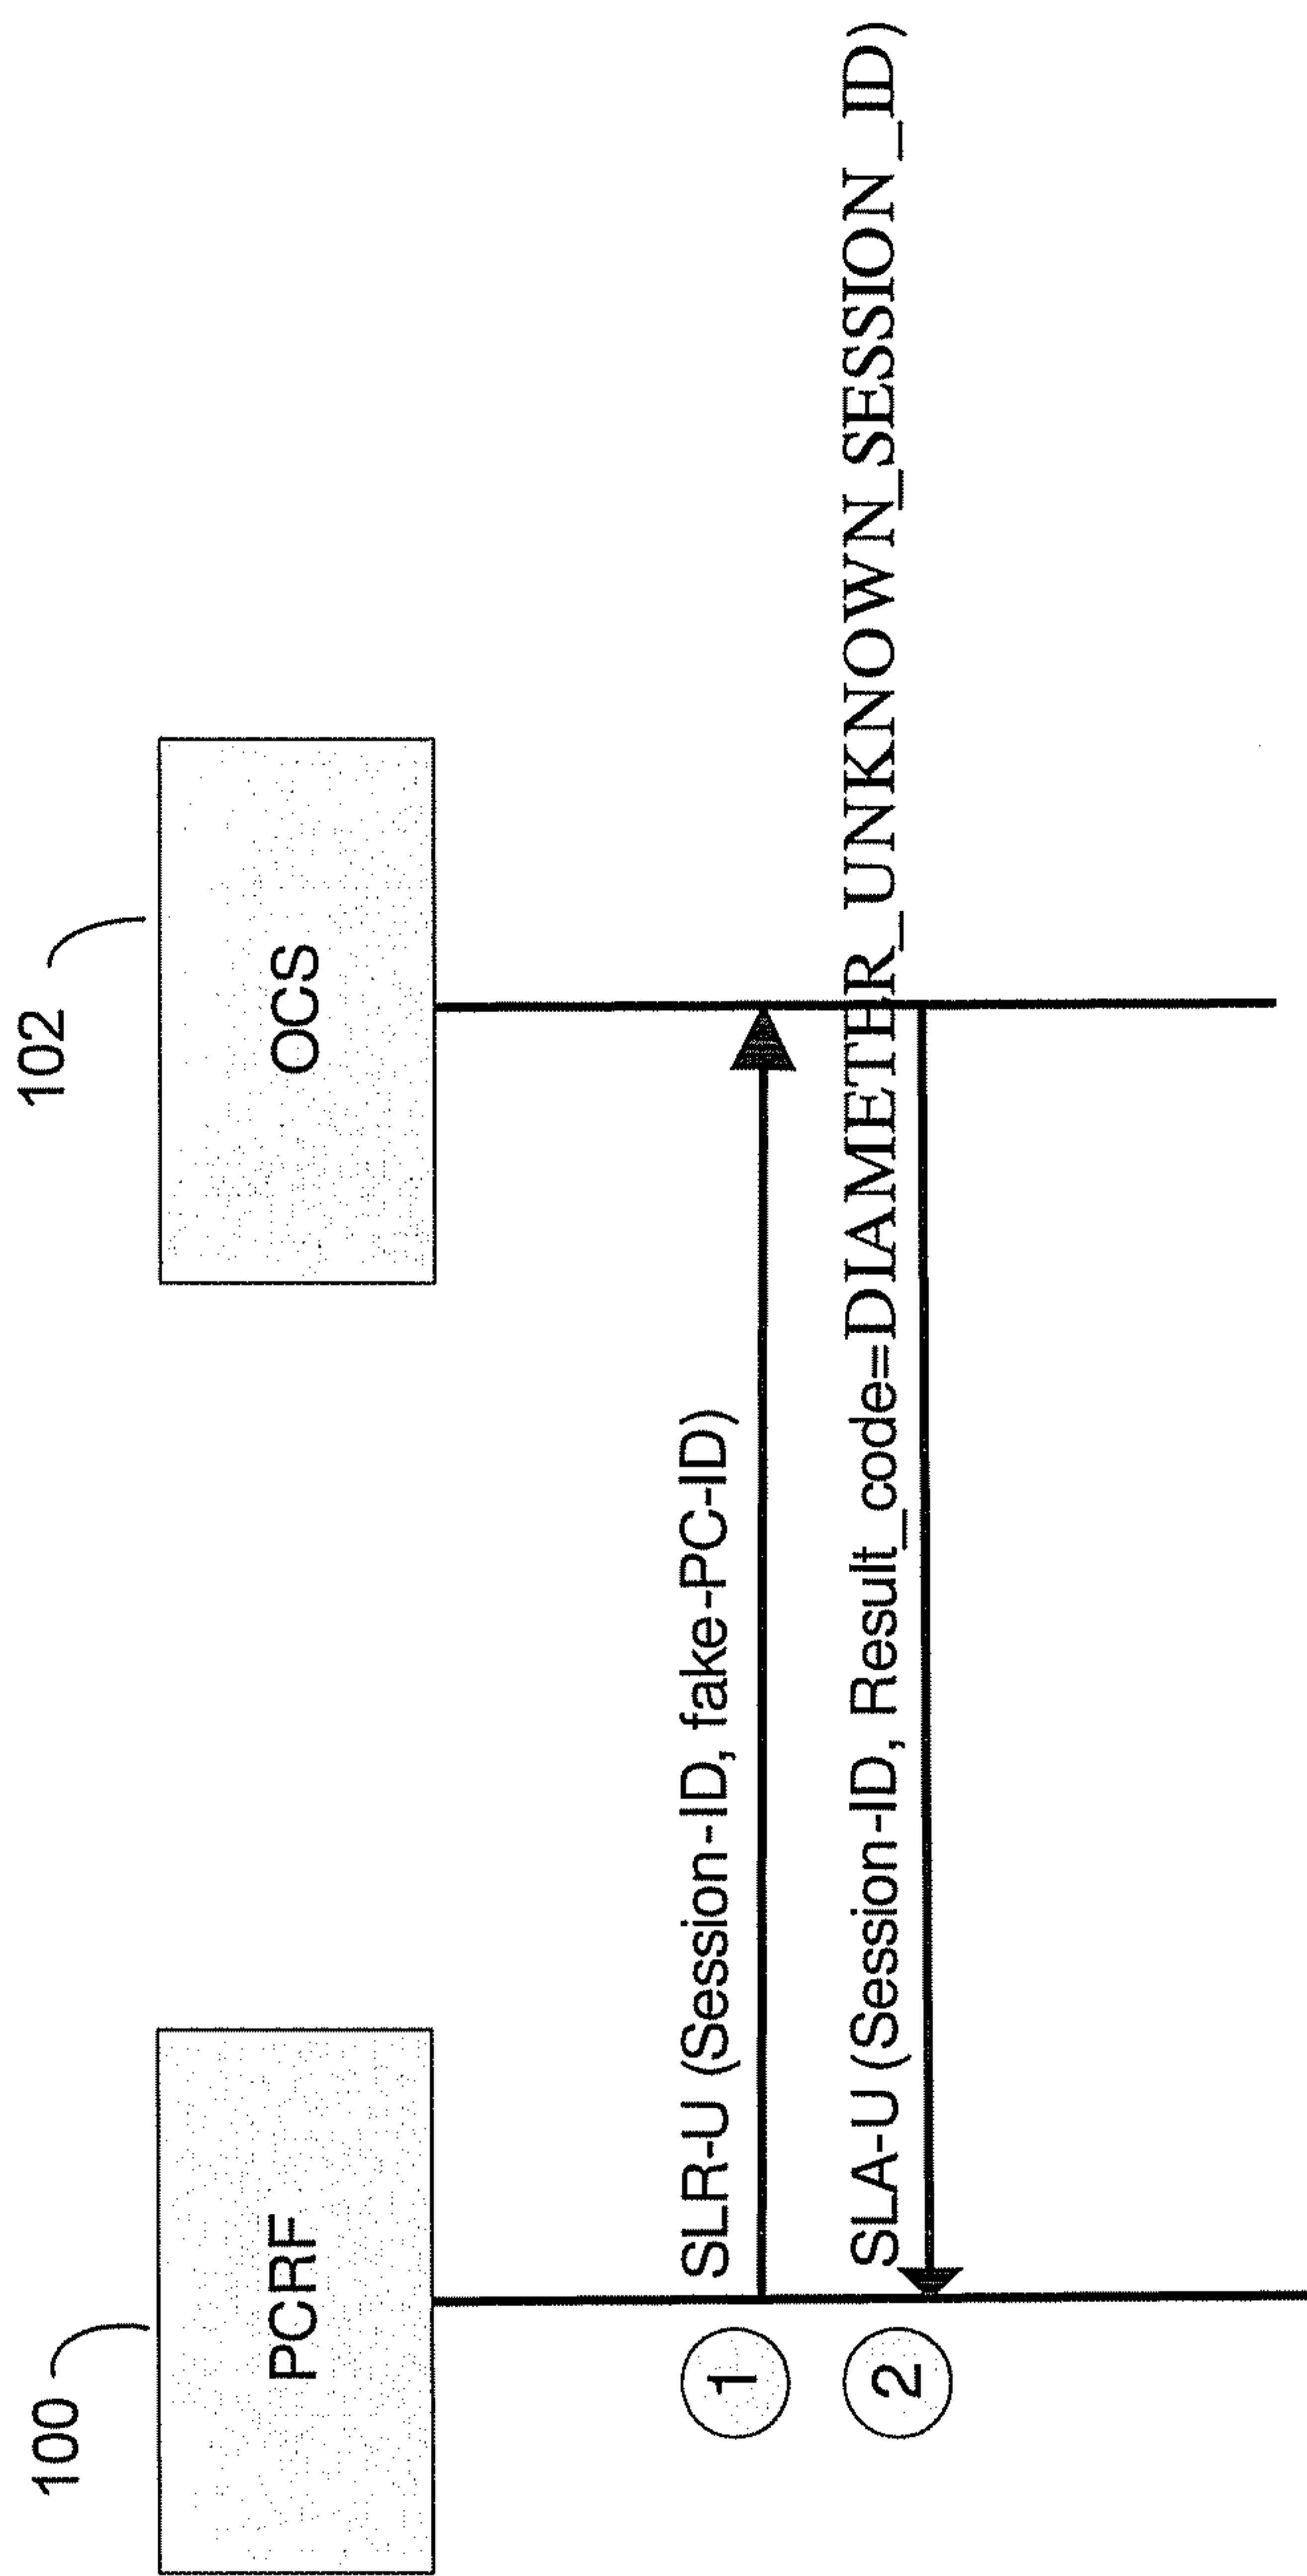 100
102
PCRF
OCS
1
SLR-U (Session-ID, fake-PC-ID)
2
SLA-U (Session-ID, Result_code=DIAMETER_UNKNOWN_SESSION_ID)